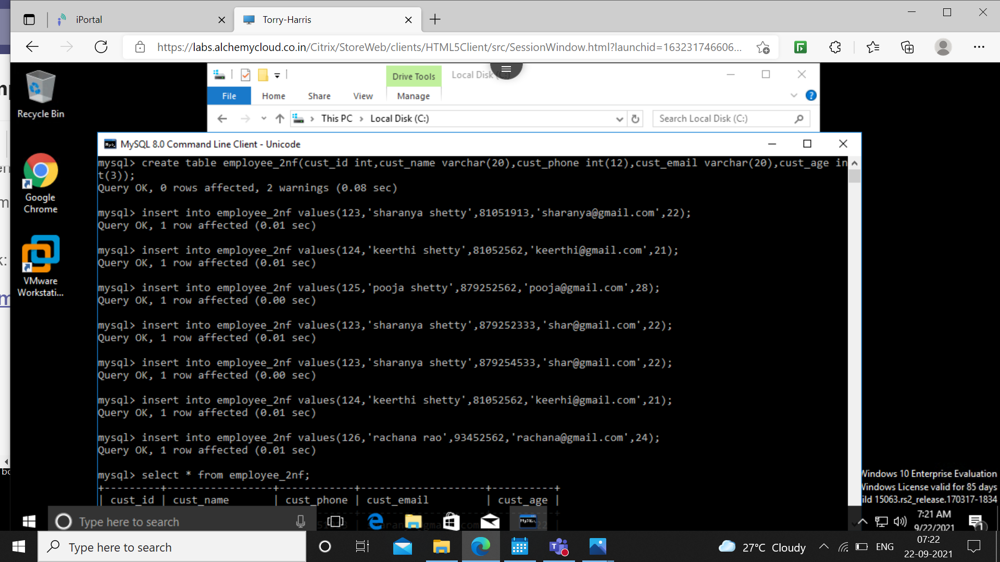 iPortal
Torry-Harris
https://labs.alchemycloud.co.in/Citrix/StoreWeb/clients/HTML5Client/src/SessionWindow.html?launchid=163231746606...
Recycle Bin
Google
Chrome
VMware
Workstati...
Drive Tools
Local Disk (C:)
File
Home
Share
View
Manage
This PC > Local Disk (C:)
Search Local Disk (C:)
MySQL 8.0 Command Line Client - Unicode
mysql> create table employee_2nf(cust_id int,cust_name varchar(20),cust_phone int(12),cust_email varchar(20),cust_age in
t(3));
Query OK, 0 rows affected, 2 warnings (0.08 sec)
mysql> insert into employee_2nf values(123,'sharanya shetty',81051913,'sharanya@gmail.com',22);
Query OK, 1 row affected (0.01 sec)
mysql> insert into employee_2nf values(124,'keerthi shetty',81052562,'keerthi@gmail.com',21);
Query OK, 1 row affected (0.01 sec)
mysql> insert into employee_2nf values(125,'pooja shetty',879252562,'pooja@gmail.com',28);
Query OK, 1 row affected (0.00 sec)
mysql> insert into employee_2nf values(123,'sharanya shetty',879252333,'shar@gmail.com',22);
Query OK, 1 row affected (0.01 sec)
mysql> insert into employee_2nf values(123,'sharanya shetty',879254533,'shar@gmail.com',22);
Query OK, 1 row affected (0.00 sec)
mysql> insert into employee_2nf values(124,'keerthi shetty',81052562,'keerhi@gmail.com',21);
Query OK, 1 row affected (0.01 sec)
mysql> insert into employee_2nf values(126,'rachana rao',93452562,'rachana@gmail.com',24);
Query OK, 1 row affected (0.01 sec)
mysql> select * from employee_2nf;
+---------+-----------------+------------+--------------------+----------+
| cust_id | cust_name | cust_phone | cust_email | cust_age |
Windows 10 Enterprise Evaluation
Windows License valid for 85 days
ild 15063.rs2_release.170317-1834
Type here to search
7:21 AM
9/22/2021
Type here to search
27°C Cloudy
ENG
07:22
22-09-2021